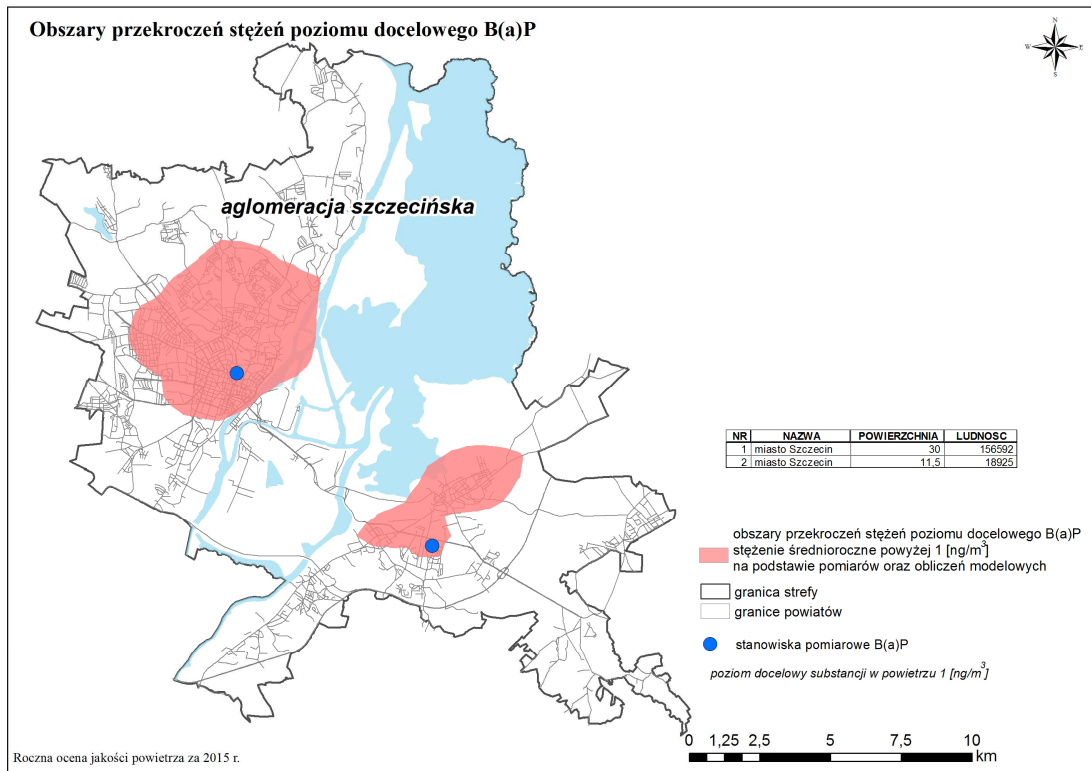 Obszary przekroczeń stężeń poziomu docelowego B(a)P
N
W E
S
aglomeracja szczecińska
NR NAZWA POWIERZCHNIA LUDNOSC
1 miasto Szczecin 30 156592
2 miasto Szczecin 11,5 18925
obszary przekroczeń stężeń poziomu docelowego B(a)P
stężenie średnioroczne powyżej 1 [ng/m³]
na podstawie pomiarów oraz obliczeń modelowych
granica strefy
granice powiatów
stanowiska pomiarowe B(a)P
poziom docelowy substancji w powietrzu 1 [ng/m³]
0 1,25 2,5 5 7,5 10
km
Roczna ocena jakości powietrza za 2015 r.